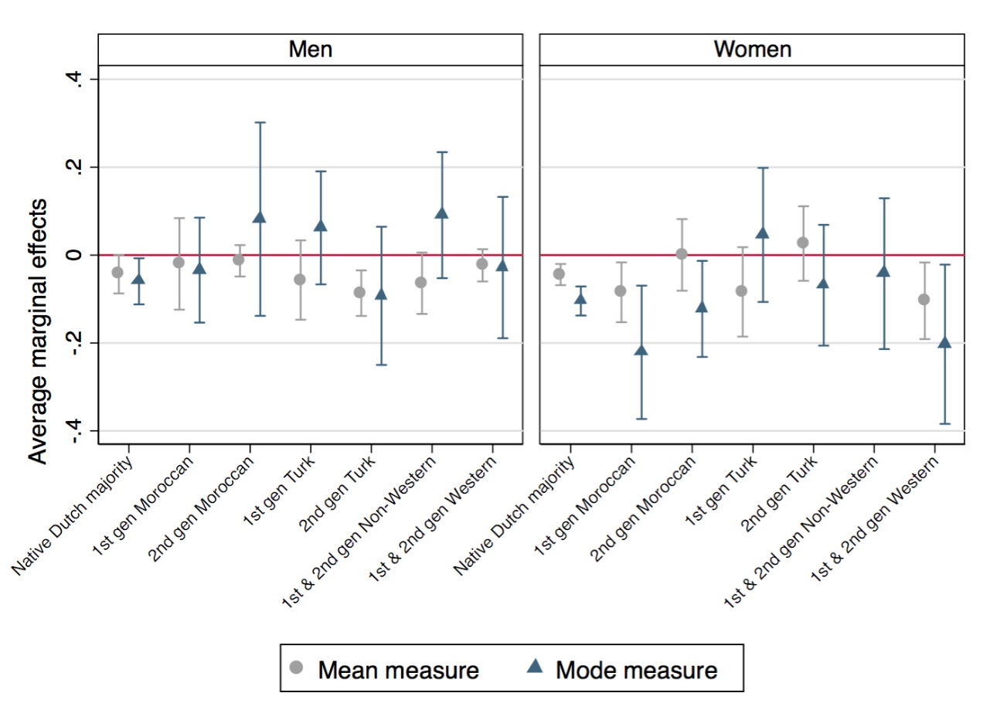 Men
Women
Average marginal effects
.4
.2
0
-.2
-.4
Native Dutch majority
1st gen Moroccan
2nd gen Moroccan
1st gen Turk
2nd gen Turk
1st & 2nd gen Non-Western
1st & 2nd gen Western
Native Dutch majority
1st gen Moroccan
2nd gen Moroccan
1st gen Turk
2nd gen Turk
1st & 2nd gen Non-Western
1st & 2nd gen Western
Mean measure
Mode measure